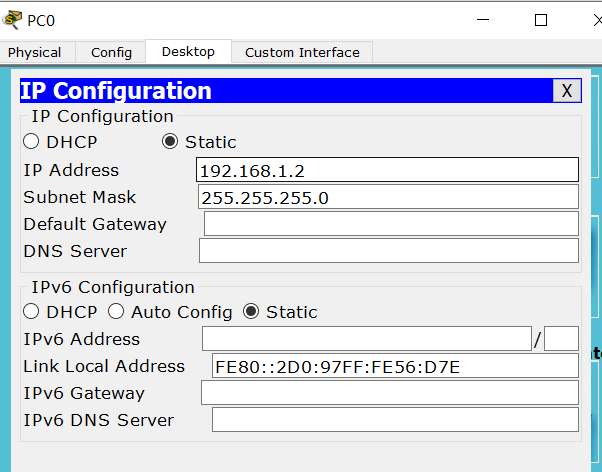 PC0
Physical Config Desktop Custom Interface
IP Configuration X
IP Configuration
DHCP Static
IP Address 192.168.1.2
Subnet Mask 255.255.255.0
Default Gateway
DNS Server
IPv6 Configuration
DHCP Auto Config Static
IPv6 Address /
Link Local Address FE80::2D0:97FF:FE56:D7E
IPv6 Gateway
IPv6 DNS Server